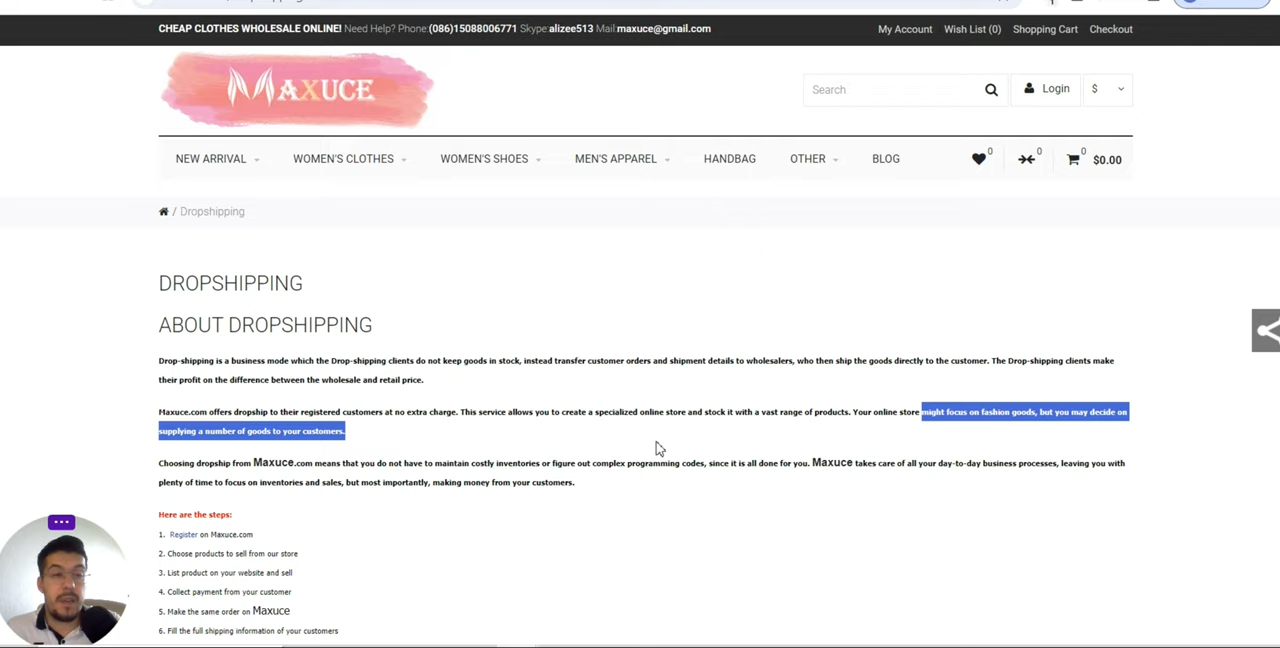 CHEAP CLOTHES WHOLESALE ONLINE! Need Help? Phone:(086)15088006771 Skype:alizee513 Mail:maxuce@gmail.com My Account Wish List (0) Shopping Cart Checkout
MAXUCE
Search Login $
NEW ARRIVAL WOMEN'S CLOTHES WOMEN'S SHOES MEN'S APPAREL HANDBAG OTHER BLOG 0 0 0 $0.00
/ Dropshipping
DROPSHIPPING
ABOUT DROPSHIPPING
Drop-shipping is a business mode which the Drop-shipping clients do not keep goods in stock, instead transfer customer orders and shipment details to wholesalers, who then ship the goods directly to the customer. The Drop-shipping clients make
their profit on the difference between the wholesale and retail price.
Maxuce.com offers dropship to their registered customers at no extra charge. This service allows you to create a specialized online store and stock it with a vast range of products. Your online store might focus on fashion goods, but you may decide on
supplying a number of goods to your customers.
Choosing dropship from Maxuce.com means that you do not have to maintain costly inventories or figure out complex programming codes, since it is all done for you. Maxuce takes care of all your day-to-day business processes, leaving you with
plenty of time to focus on inventories and sales, but most importantly, making money from your customers.
Here are the steps:
1. Register on Maxuce.com
2. Choose products to sell from our store
3. List product on your website and sell
4. Collect payment from your customer
5. Make the same order on Maxuce
6. Fill the full shipping information of your customers